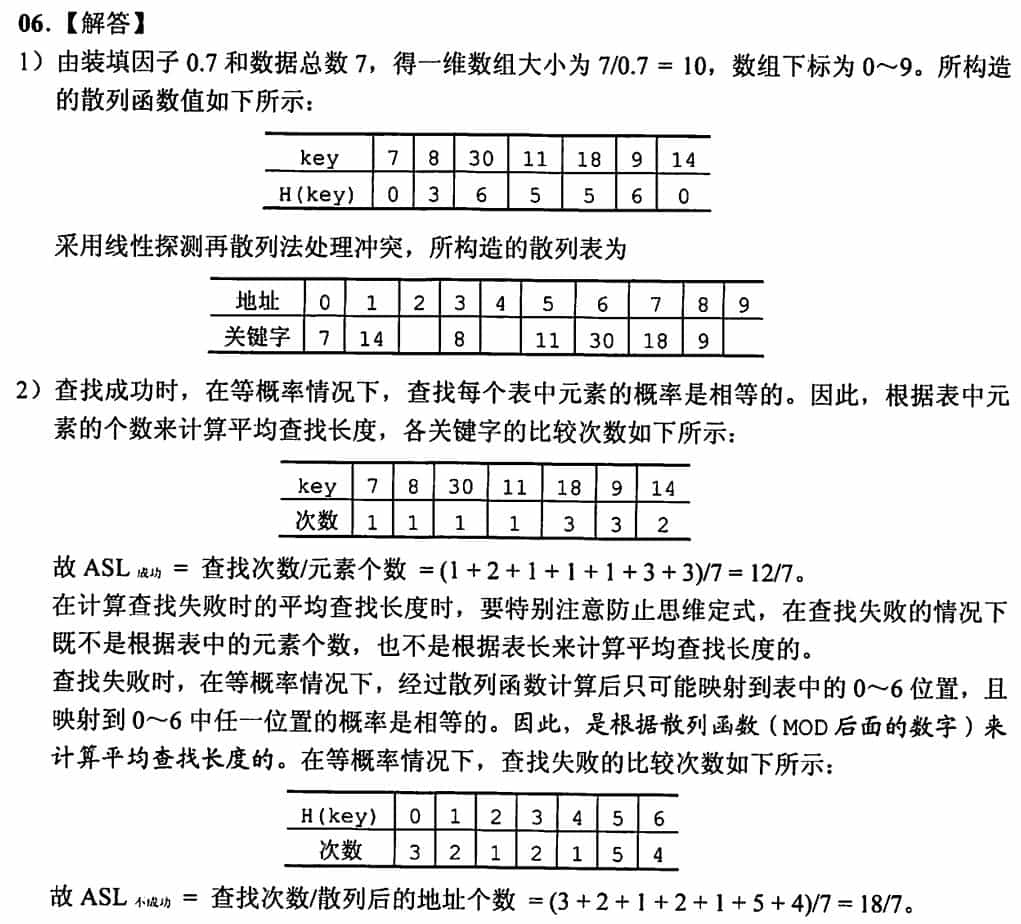 06.【解答】
1）由装填因子 0.7 和数据总数 7，得一维数组大小为 7/0.7 = 10，数组下标为 0～9。所构造
的散列函数值如下所示：
key 7 8 30 11 18 9 14
H(key) 0 3 6 5 5 6 0
采用线性探测再散列法处理冲突，所构造的散列表为
地址 0 1 2 3 4 5 6 7 8 9
关键字 7 14 8 11 30 18 9
2）查找成功时，在等概率情况下，查找每个表中元素的概率是相等的。因此，根据表中元
素的个数来计算平均查找长度，各关键字的比较次数如下所示：
key 7 8 30 11 18 9 14
次数 1 1 1 1 3 3 2
故 ASL成功 = 查找次数/元素个数 = (1 + 2 + 1 + 1 + 1 + 3 + 3)/7 = 12/7。
在计算查找失败时的平均查找长度时，要特别注意防止思维定式，在查找失败的情况下
既不是根据表中的元素个数，也不是根据表长来计算平均查找长度的。
查找失败时，在等概率情况下，经过散列函数计算后只可能映射到表中的 0～6 位置，且
映射到 0～6 中任一位置的概率是相等的。因此，是根据散列函数（MOD 后面的数字）来
计算平均查找长度的。在等概率情况下，查找失败的比较次数如下所示：
H(key) 0 1 2 3 4 5 6
次数 3 2 1 2 1 5 4
故 ASL不成功 = 查找次数/散列后的地址个数 = (3 + 2 + 1 + 2 + 1 + 5 + 4)/7 = 18/7。